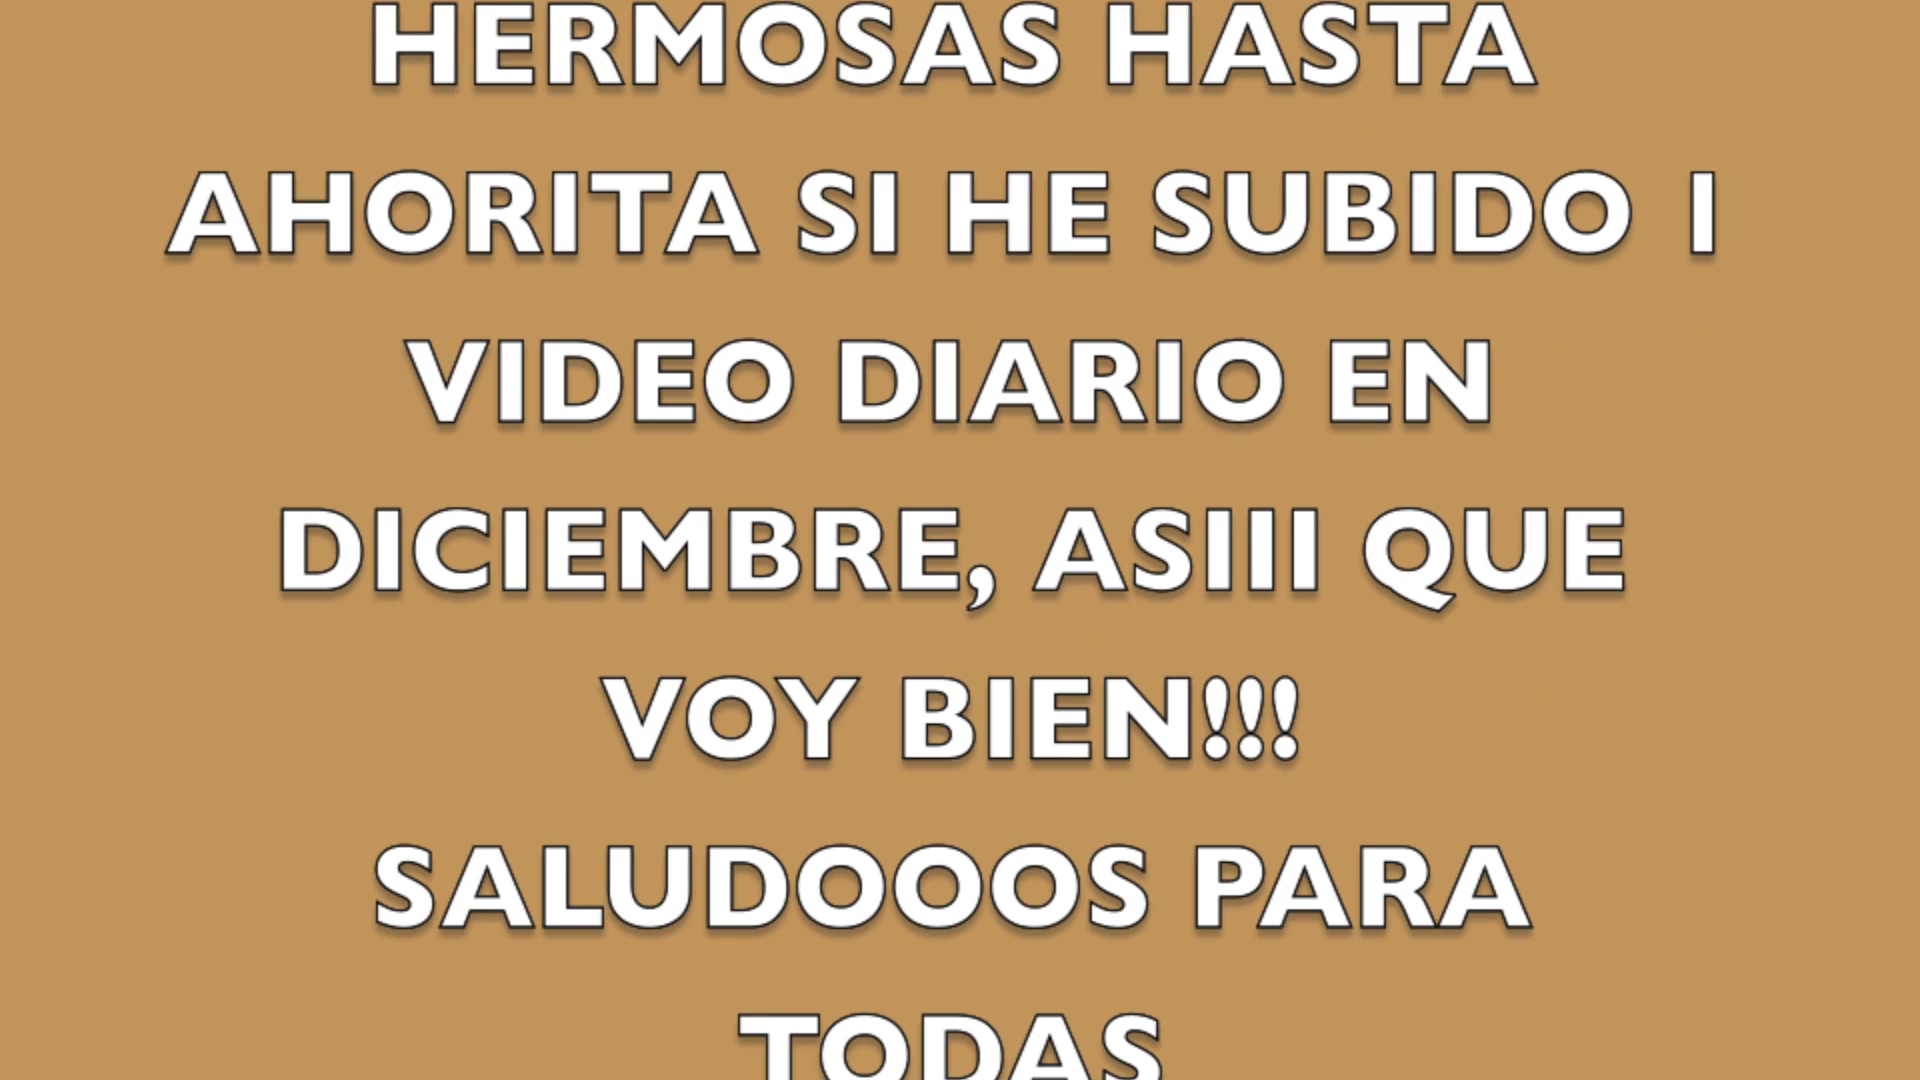 HERMOSAS HASTA
AHORITA SI HE SUBIDO 1
VIDEO DIARIO EN
DICIEMBRE, ASIII QUE
VOY BIEN!!!
SALUDOOOS PARA
TODAS